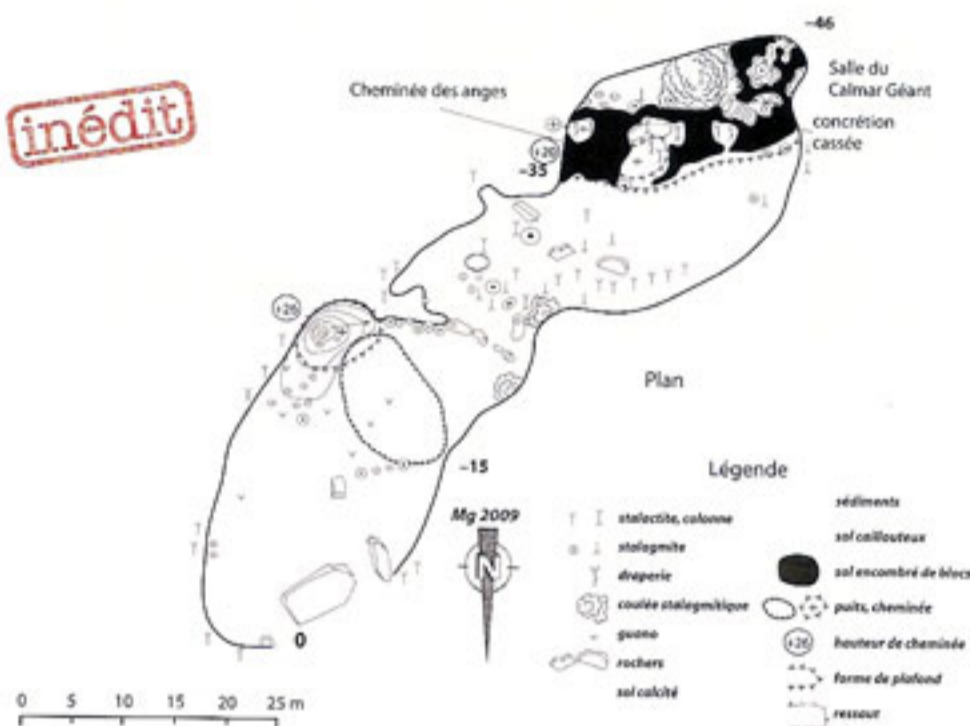 inédit
–46
Cheminée des anges
Salle du
Calmar Géant
concrétion
cassée
+20
–35
+26
Plan
–15
Légende
Mg 2009
N
stalactite, colonne
stalagmite
draperie
coulée stalagmitique
guano
rochers
sol calcité
sédiments
sol caillouteux
sol encombré de blocs
puits, cheminée
+26
hauteur de cheminée
forme de plafond
ressaut
0
0 5 10 15 20 25 m